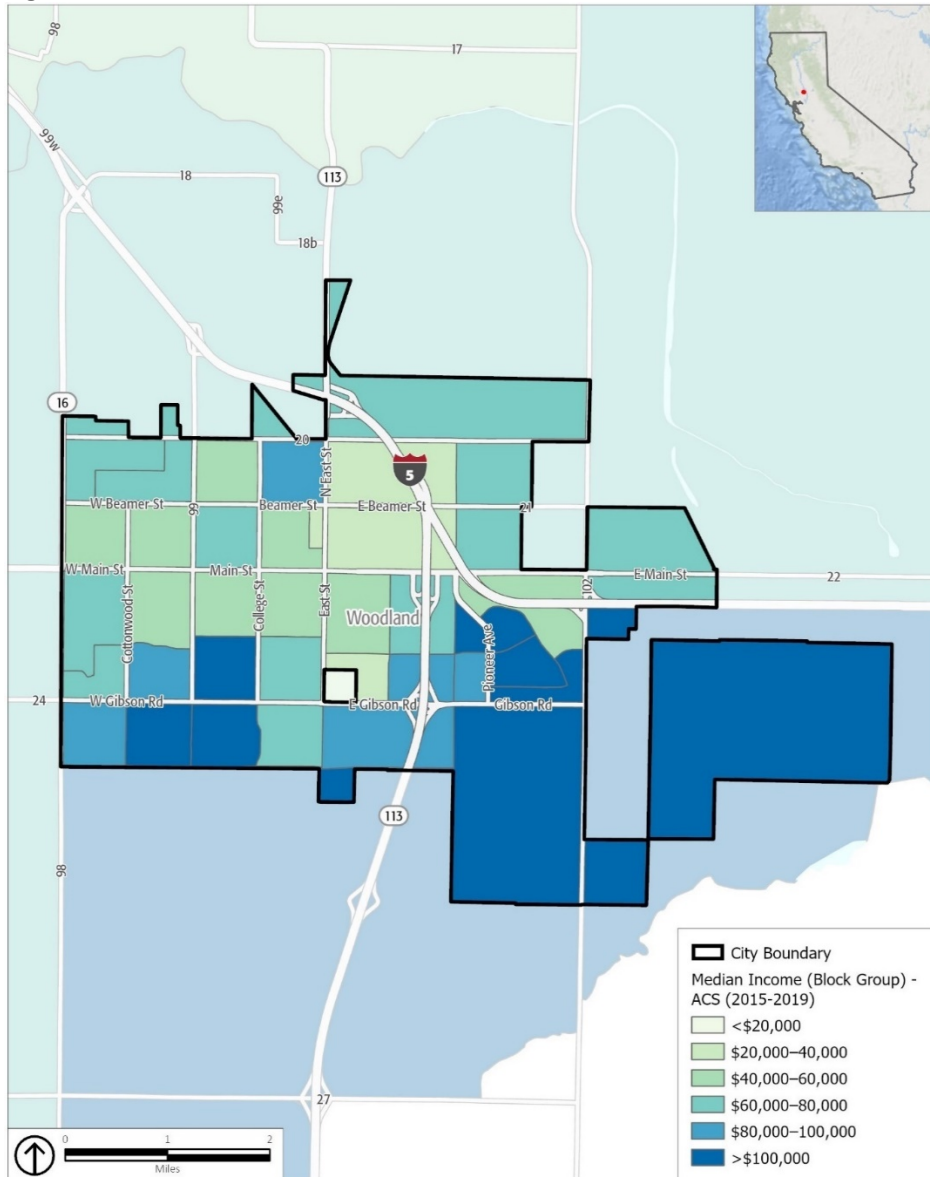 98
17
99W
113
18
99e
18b
16
20
N East St
5
W Beamer St
99
Beamer St
E Beamer St
21
W Main St
Main St
E Main St
22
102
Cottonwood St
College St
East St
Woodland
Pioneer Ave
24
W Gibson Rd
E Gibson Rd
Gibson Rd
113
98
27
City Boundary
Median Income (Block Group) -
ACS (2015-2019)
<$20,000
$20,000–40,000
$40,000–60,000
$60,000–80,000
$80,000–100,000
>$100,000
0 1 2
Miles